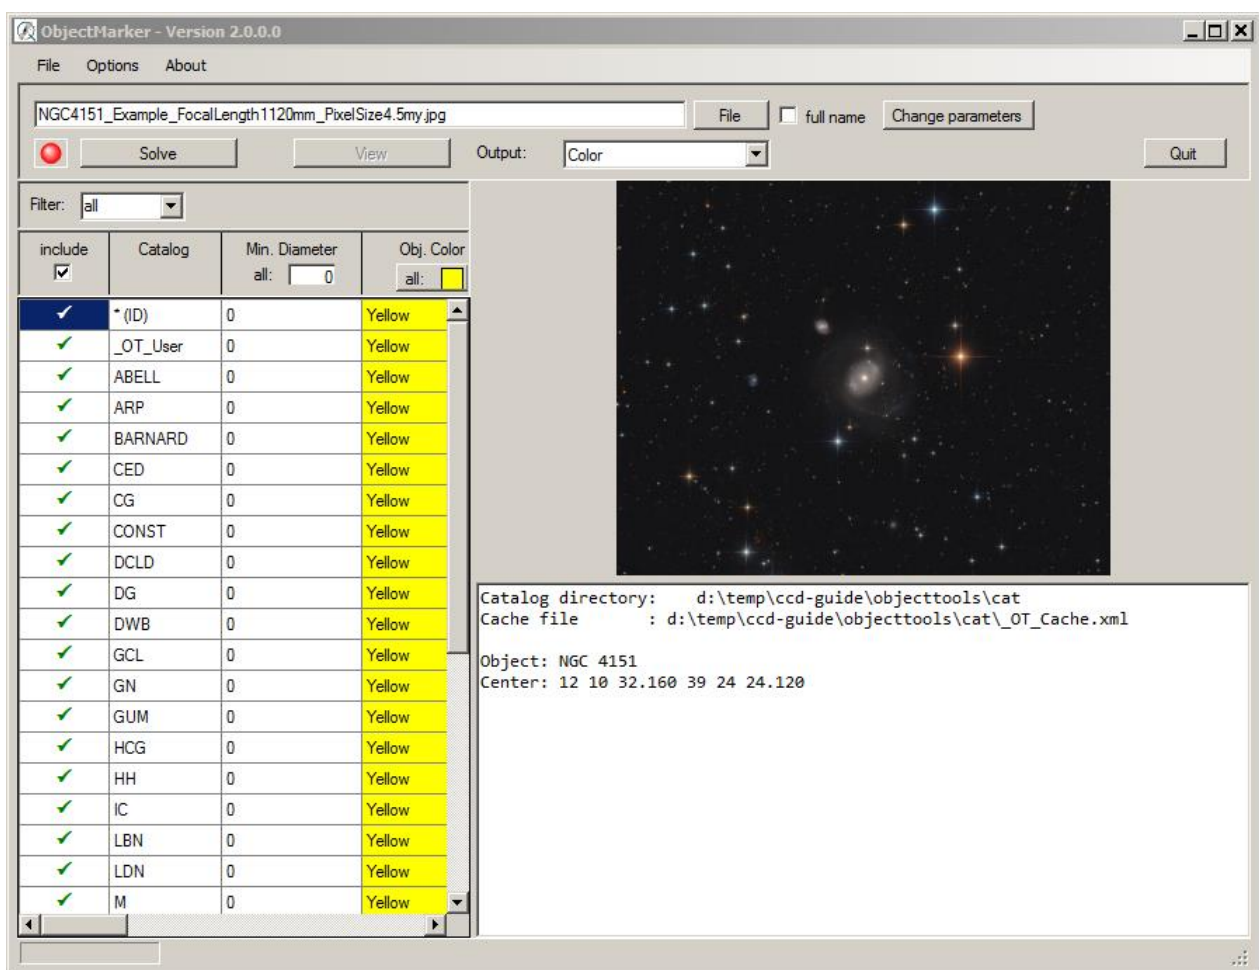 ObjectMarker - Version 2.0.0.0
File Options About
NGC4151_Example_FocalLength1120mm_PixelSize4.5my.jpg File full name Change parameters
Solve View Output: Color Quit
Filter: all
include Catalog Min. Diameter Obj. Color
all: 0 all:
* (ID) 0 Yellow
_OT_User 0 Yellow
ABELL 0 Yellow
ARP 0 Yellow
BARNARD 0 Yellow
CED 0 Yellow
CG 0 Yellow
CONST 0 Yellow
DCLD 0 Yellow
DG 0 Yellow
DWB 0 Yellow
GCL 0 Yellow
GN 0 Yellow
GUM 0 Yellow
HCG 0 Yellow
HH 0 Yellow
IC 0 Yellow
LBN 0 Yellow
LDN 0 Yellow
M 0 Yellow
Catalog directory: d:\temp\ccd-guide\objecttools\cat
Cache file : d:\temp\ccd-guide\objecttools\cat\_OT_Cache.xml
Object: NGC 4151
Center: 12 10 32.160 39 24 24.120